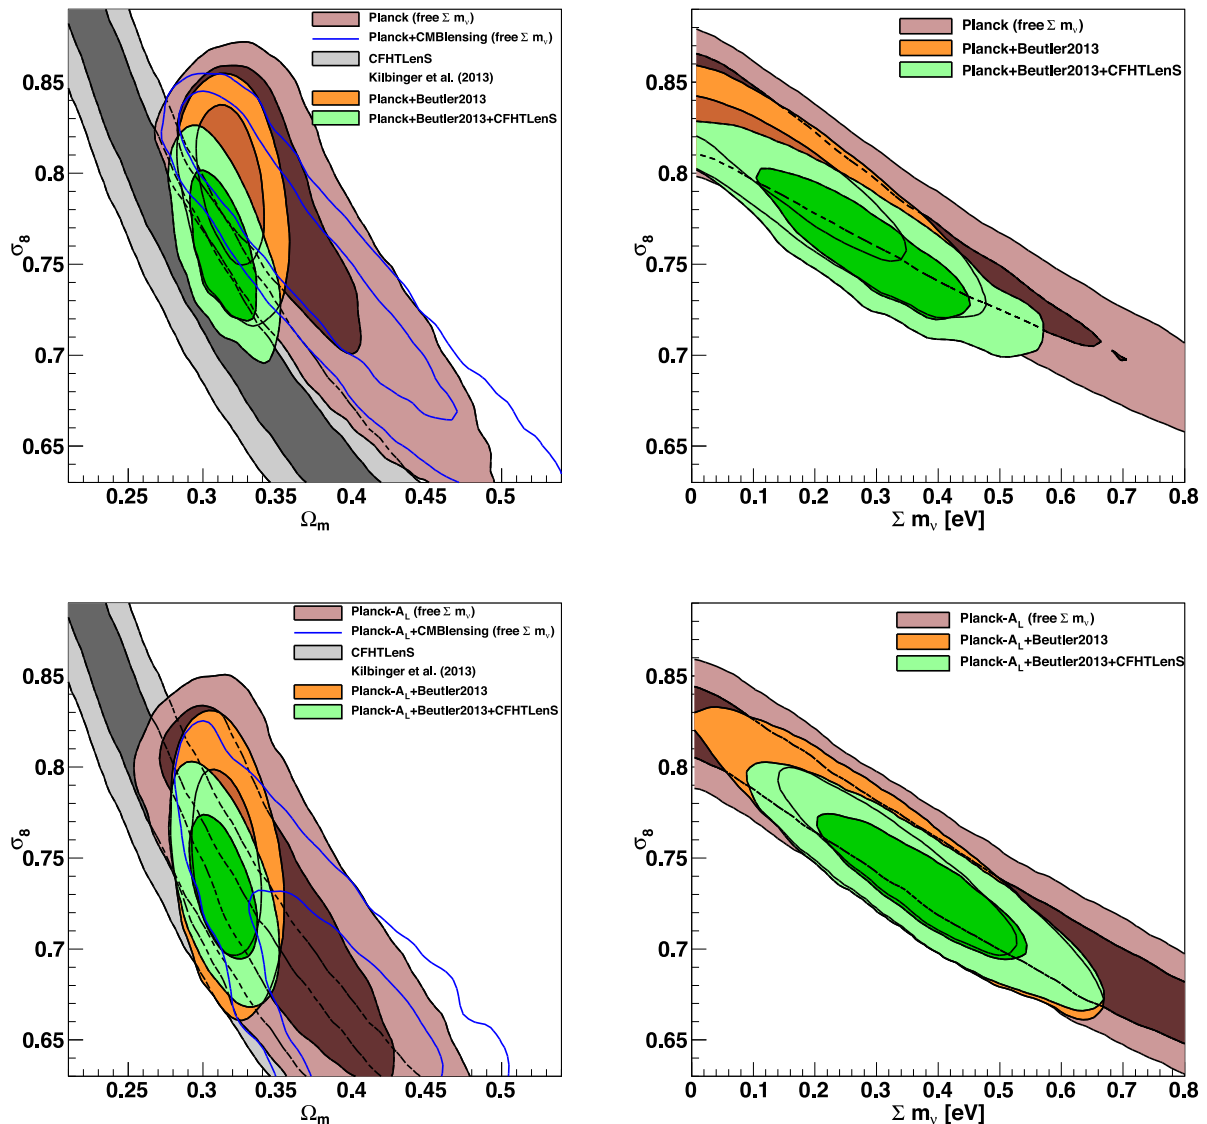 Planck (free Σ mν)
Planck+CMBlensing (free Σ mν)
CFHTLenS
Kilbinger et al. (2013)
Planck+Beutler2013
Planck+Beutler2013+CFHTLenS
0.85
0.8
0.75
0.7
0.65
σ8
0.25 0.3 0.35 0.4 0.45 0.5
Ωm
Planck (free Σ mν)
Planck+Beutler2013
Planck+Beutler2013+CFHTLenS
0.85
0.8
0.75
0.7
0.65
σ8
0 0.1 0.2 0.3 0.4 0.5 0.6 0.7 0.8
Σ mν [eV]
Planck-AL (free Σ mν)
Planck-AL+CMBlensing (free Σ mν)
CFHTLenS
Kilbinger et al. (2013)
Planck-AL+Beutler2013
Planck-AL+Beutler2013+CFHTLenS
0.85
0.8
0.75
0.7
0.65
σ8
0.25 0.3 0.35 0.4 0.45 0.5
Ωm
Planck-AL (free Σ mν)
Planck-AL+Beutler2013
Planck-AL+Beutler2013+CFHTLenS
0.85
0.8
0.75
0.7
0.65
σ8
0 0.1 0.2 0.3 0.4 0.5 0.6 0.7 0.8
Σ mν [eV]